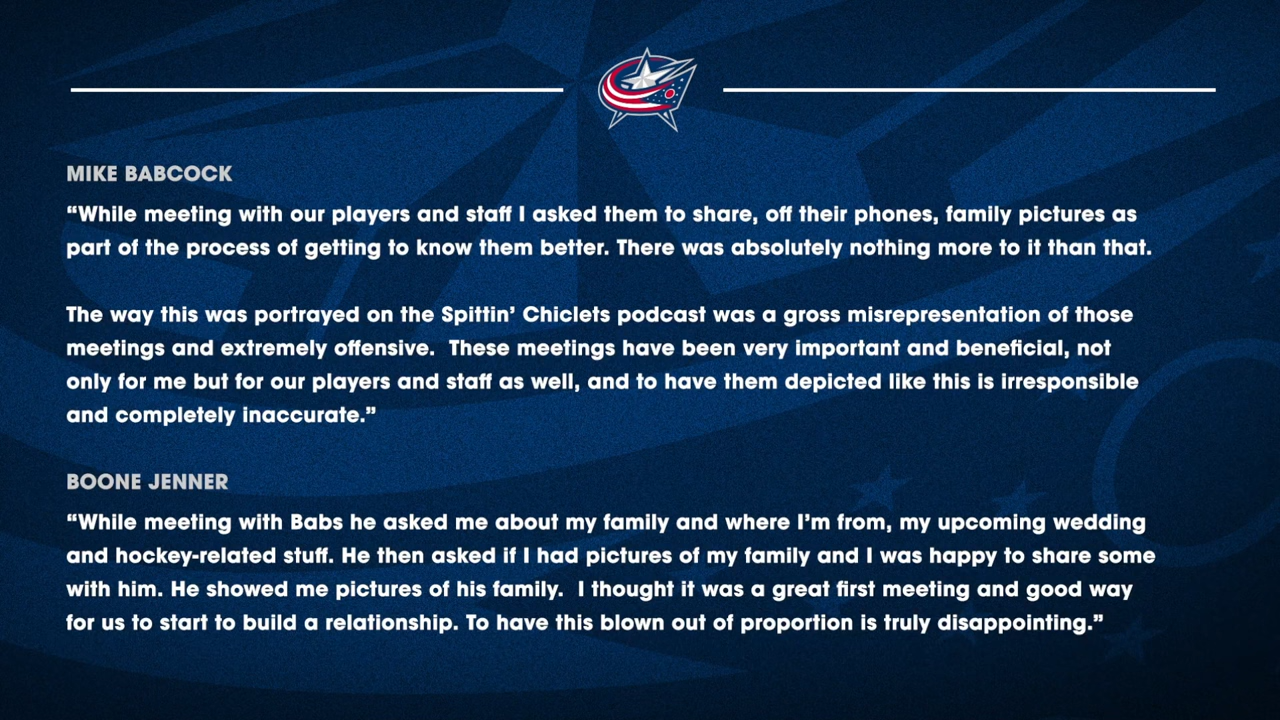 MIKE BABCOCK
“While meeting with our players and staff I asked them to share, off their phones, family pictures as
part of the process of getting to know them better. There was absolutely nothing more to it than that.
The way this was portrayed on the Spittin’ Chiclets podcast was a gross misrepresentation of those
meetings and extremely offensive.  These meetings have been very important and beneficial, not
only for me but for our players and staff as well, and to have them depicted like this is irresponsible
and completely inaccurate.”
BOONE JENNER
“While meeting with Babs he asked me about my family and where I’m from, my upcoming wedding
and hockey-related stuff. He then asked if I had pictures of my family and I was happy to share some
with him. He showed me pictures of his family.  I thought it was a great first meeting and good way
for us to start to build a relationship. To have this blown out of proportion is truly disappointing.”